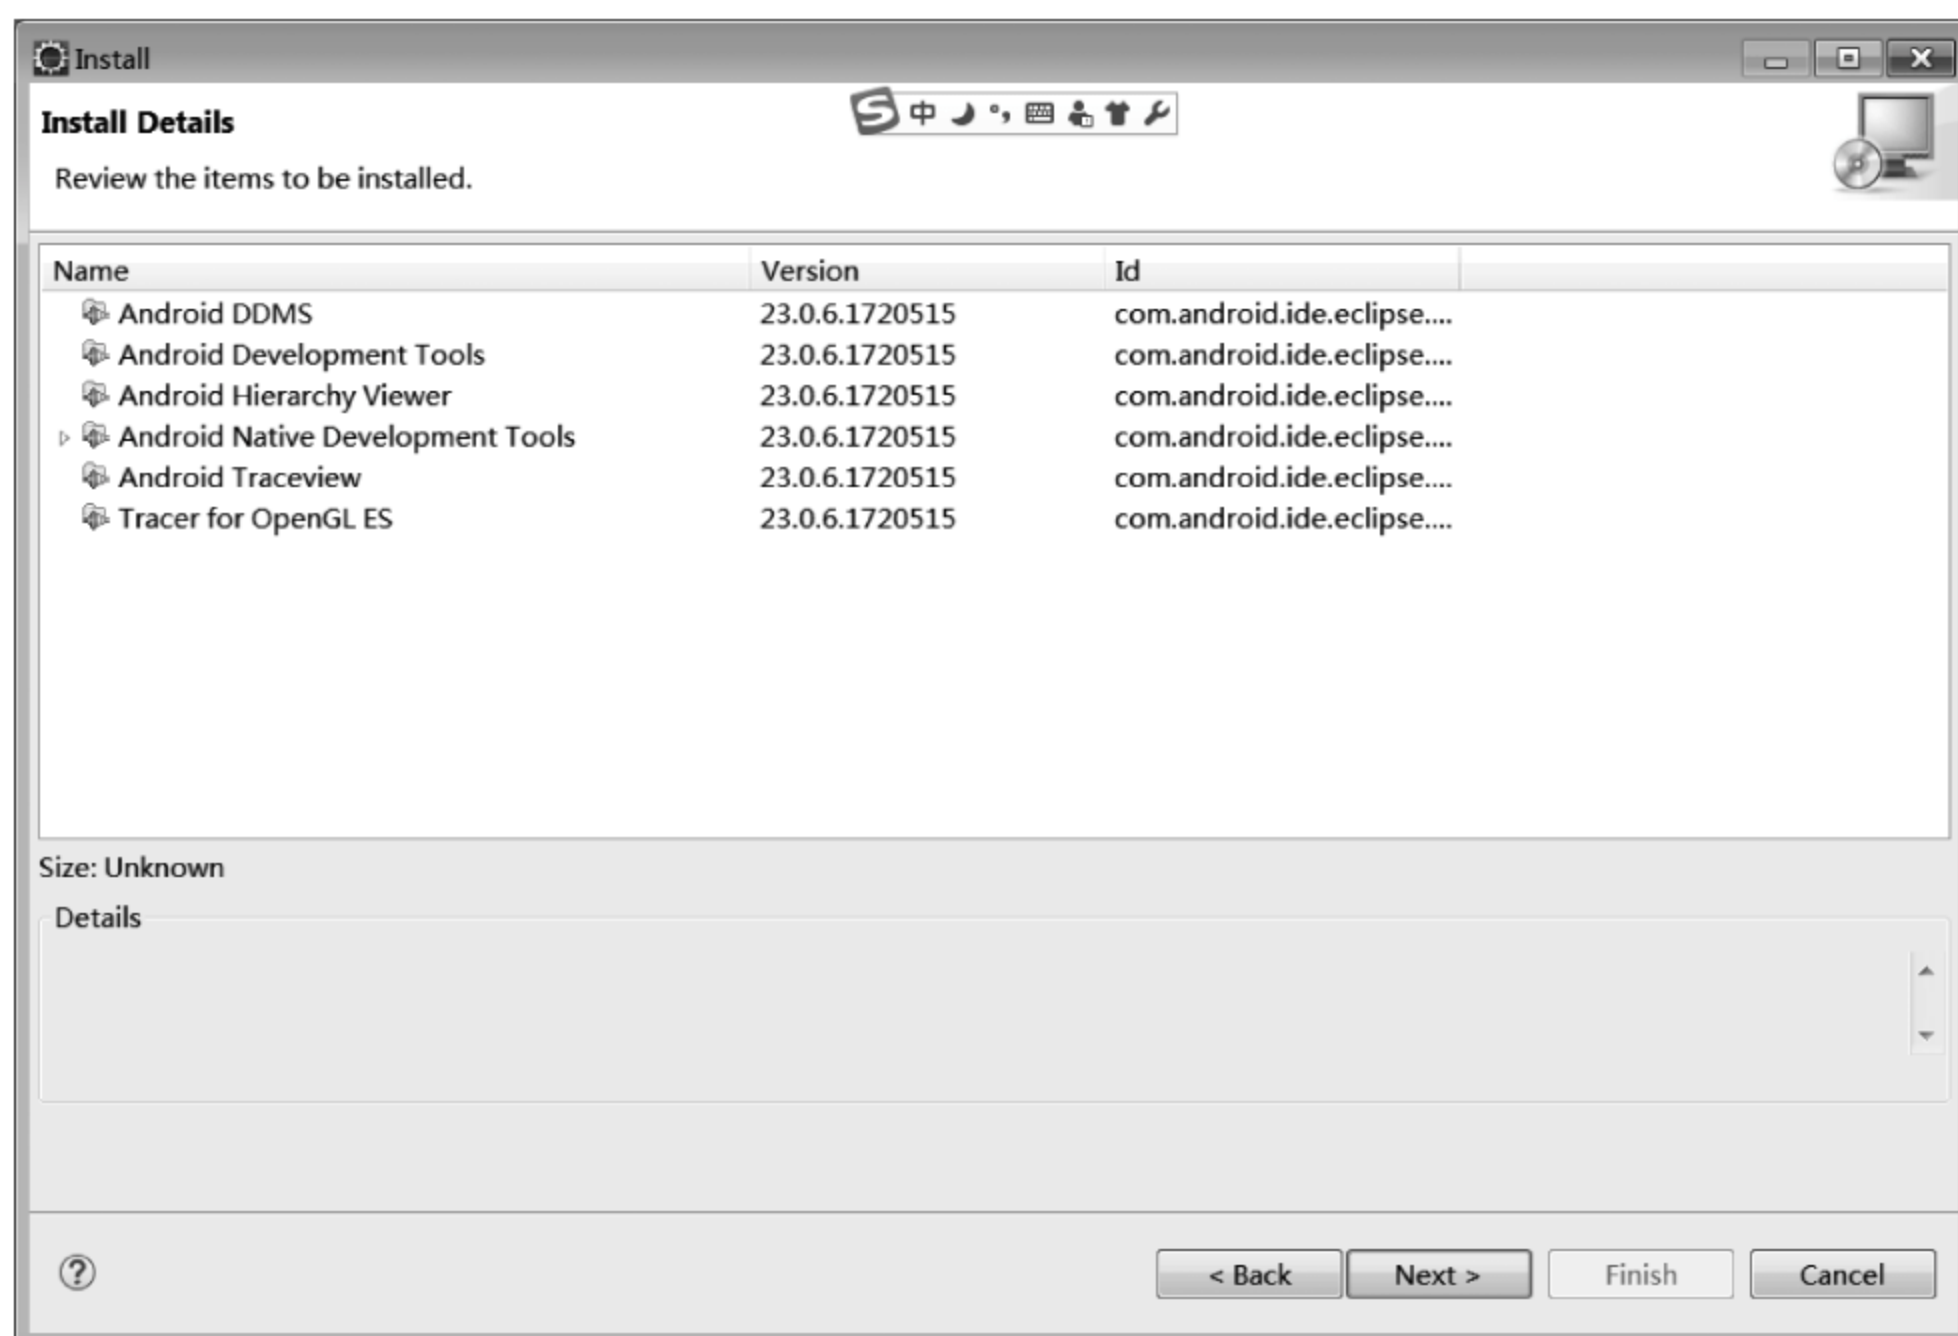 Install
Install Details
中
Review the items to be installed.
Name Version Id
Android DDMS 23.0.6.1720515 com.android.ide.eclipse....
Android Development Tools 23.0.6.1720515 com.android.ide.eclipse....
Android Hierarchy Viewer 23.0.6.1720515 com.android.ide.eclipse....
Android Native Development Tools 23.0.6.1720515 com.android.ide.eclipse....
Android Traceview 23.0.6.1720515 com.android.ide.eclipse....
Tracer for OpenGL ES 23.0.6.1720515 com.android.ide.eclipse....
Size: Unknown
Details
< Back Next > Finish Cancel